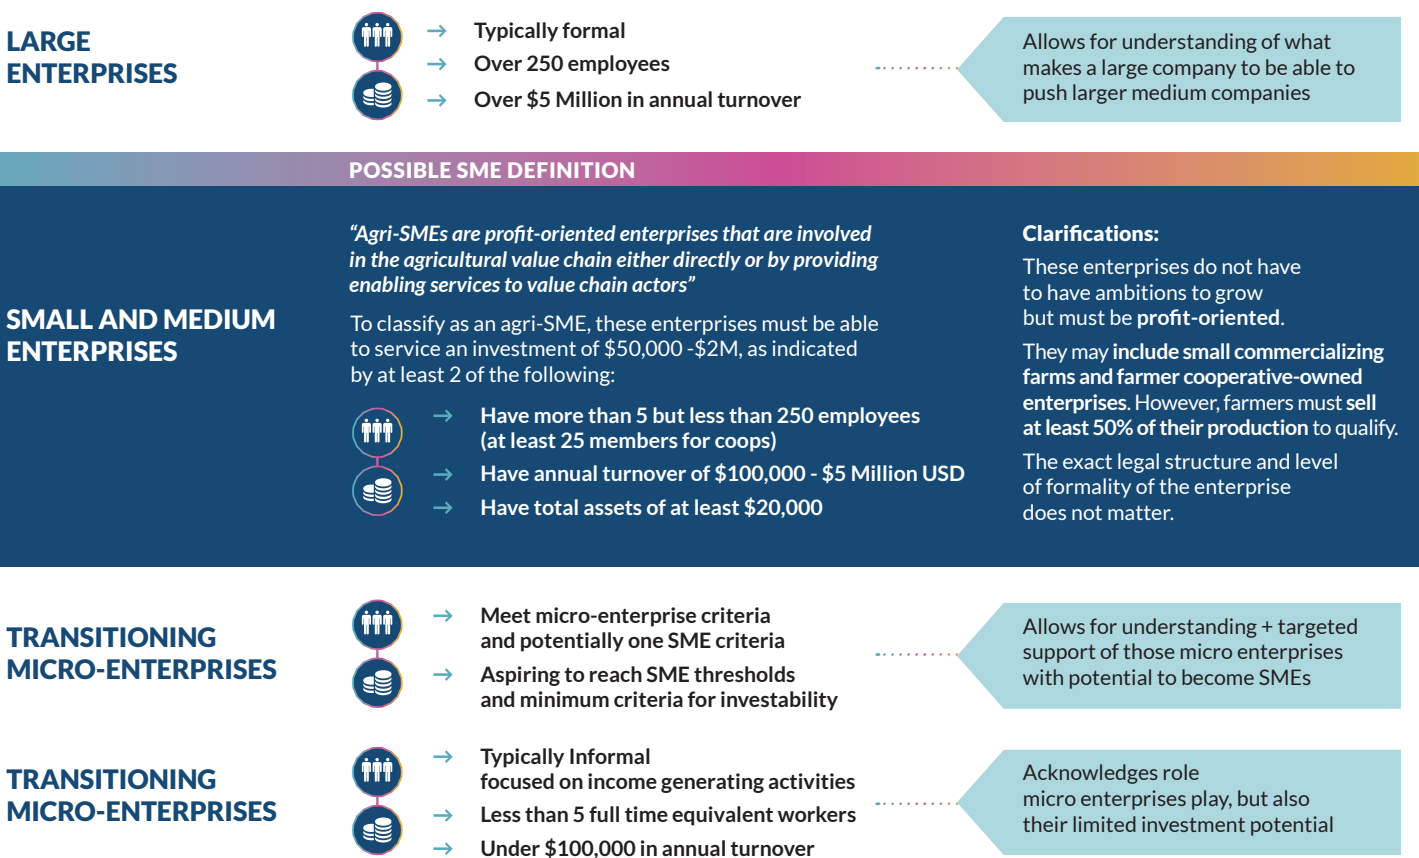 LARGE
ENTERPRISES
→ Typically formal
→ Over 250 employees
→ Over $5 Million in annual turnover
Allows for understanding of what
makes a large company to be able to
push larger medium companies
POSSIBLE SME DEFINITION
SMALL AND MEDIUM
ENTERPRISES
“Agri-SMEs are profit-oriented enterprises that are involved
in the agricultural value chain either directly or by providing
enabling services to value chain actors”
To classify as an agri-SME, these enterprises must be able
to service an investment of $50,000 -$2M, as indicated
by at least 2 of the following:
→ Have more than 5 but less than 250 employees
(at least 25 members for coops)
→ Have annual turnover of $100,000 - $5 Million USD
→ Have total assets of at least $20,000
Clarifications:
These enterprises do not have
to have ambitions to grow
but must be profit-oriented.
They may include small commercializing
farms and farmer cooperative-owned
enterprises. However, farmers must sell
at least 50% of their production to qualify.
The exact legal structure and level
of formality of the enterprise
does not matter.
TRANSITIONING
MICRO-ENTERPRISES
→ Meet micro-enterprise criteria
and potentially one SME criteria
→ Aspiring to reach SME thresholds
and minimum criteria for investability
Allows for understanding + targeted
support of those micro enterprises
with potential to become SMEs
TRANSITIONING
MICRO-ENTERPRISES
→ Typically Informal
focused on income generating activities
→ Less than 5 full time equivalent workers
→ Under $100,000 in annual turnover
Acknowledges role
micro enterprises play, but also
their limited investment potential